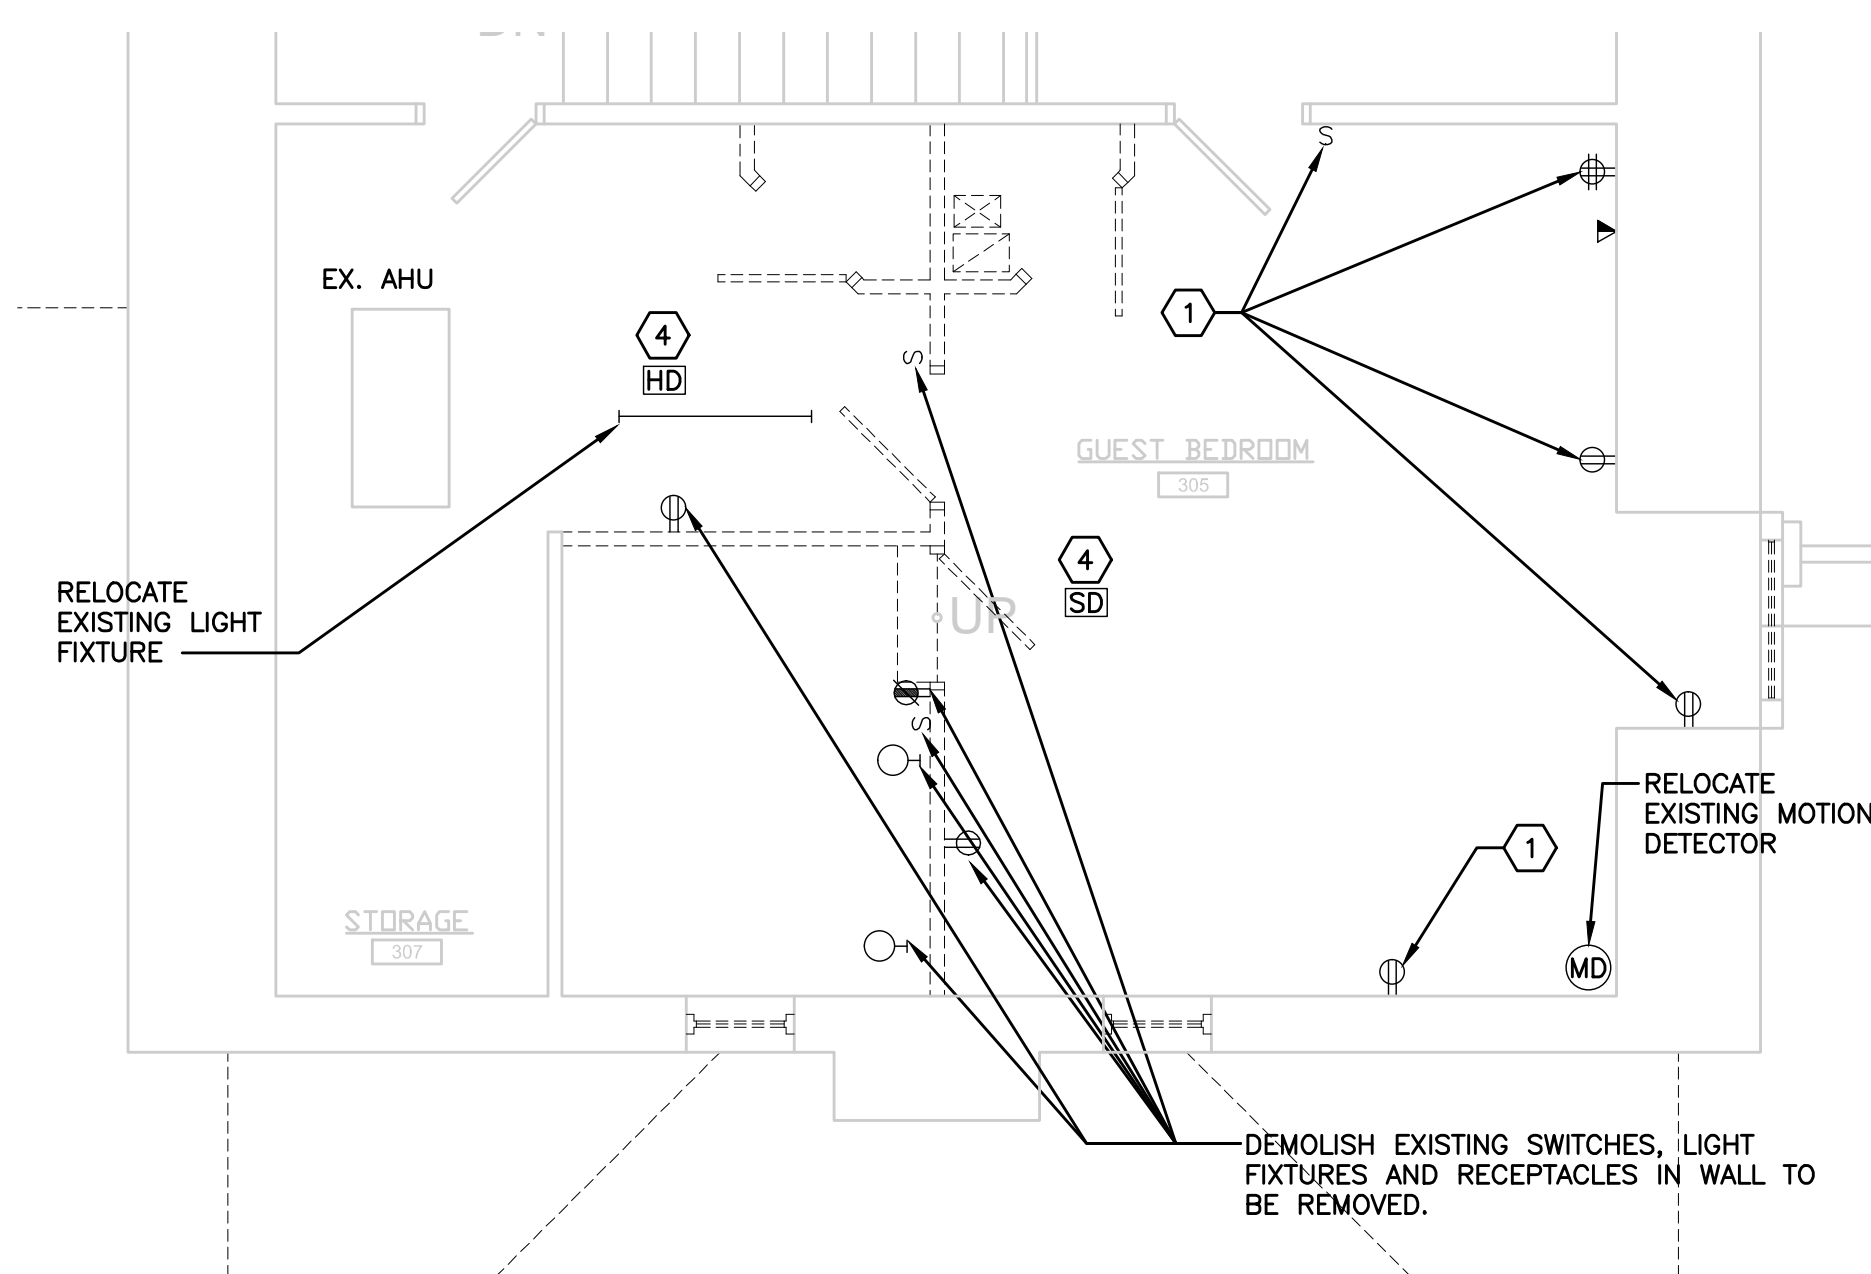 S
EX. AHU
1
4
HD
S
GUEST BEDROOM
305
4
SD
UP
RELOCATE
EXISTING LIGHT
FIXTURE
S
RELOCATE
EXISTING MOTION
DETECTOR
1
STORAGE
307
MD
DEMOLISH EXISTING SWITCHES, LIGHT
FIXTURES AND RECEPTACLES IN WALL TO
BE REMOVED.